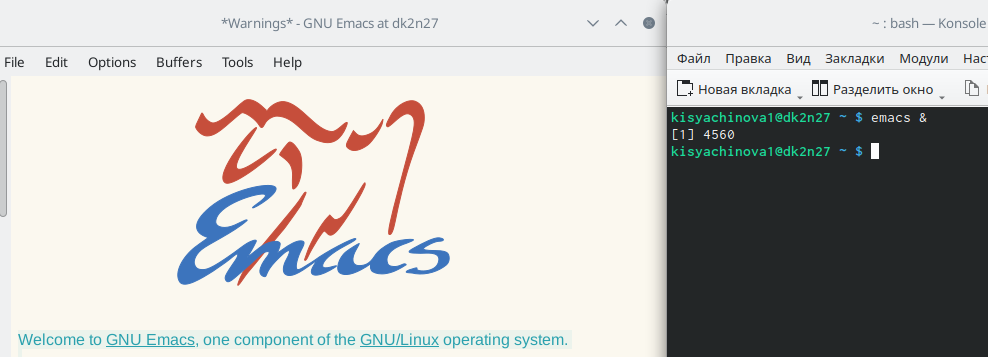 *Warnings* - GNU Emacs at dk2n27
File Edit Options Buffers Tools Help
Emacs
Welcome to GNU Emacs, one component of the GNU/Linux operating system.
~ : bash — Konsole
Файл Правка Вид Закладки Модули Наст
Новая вкладка Разделить окно
kisyachinova1@dk2n27 ~ $ emacs &
[1] 4560
kisyachinova1@dk2n27 ~ $